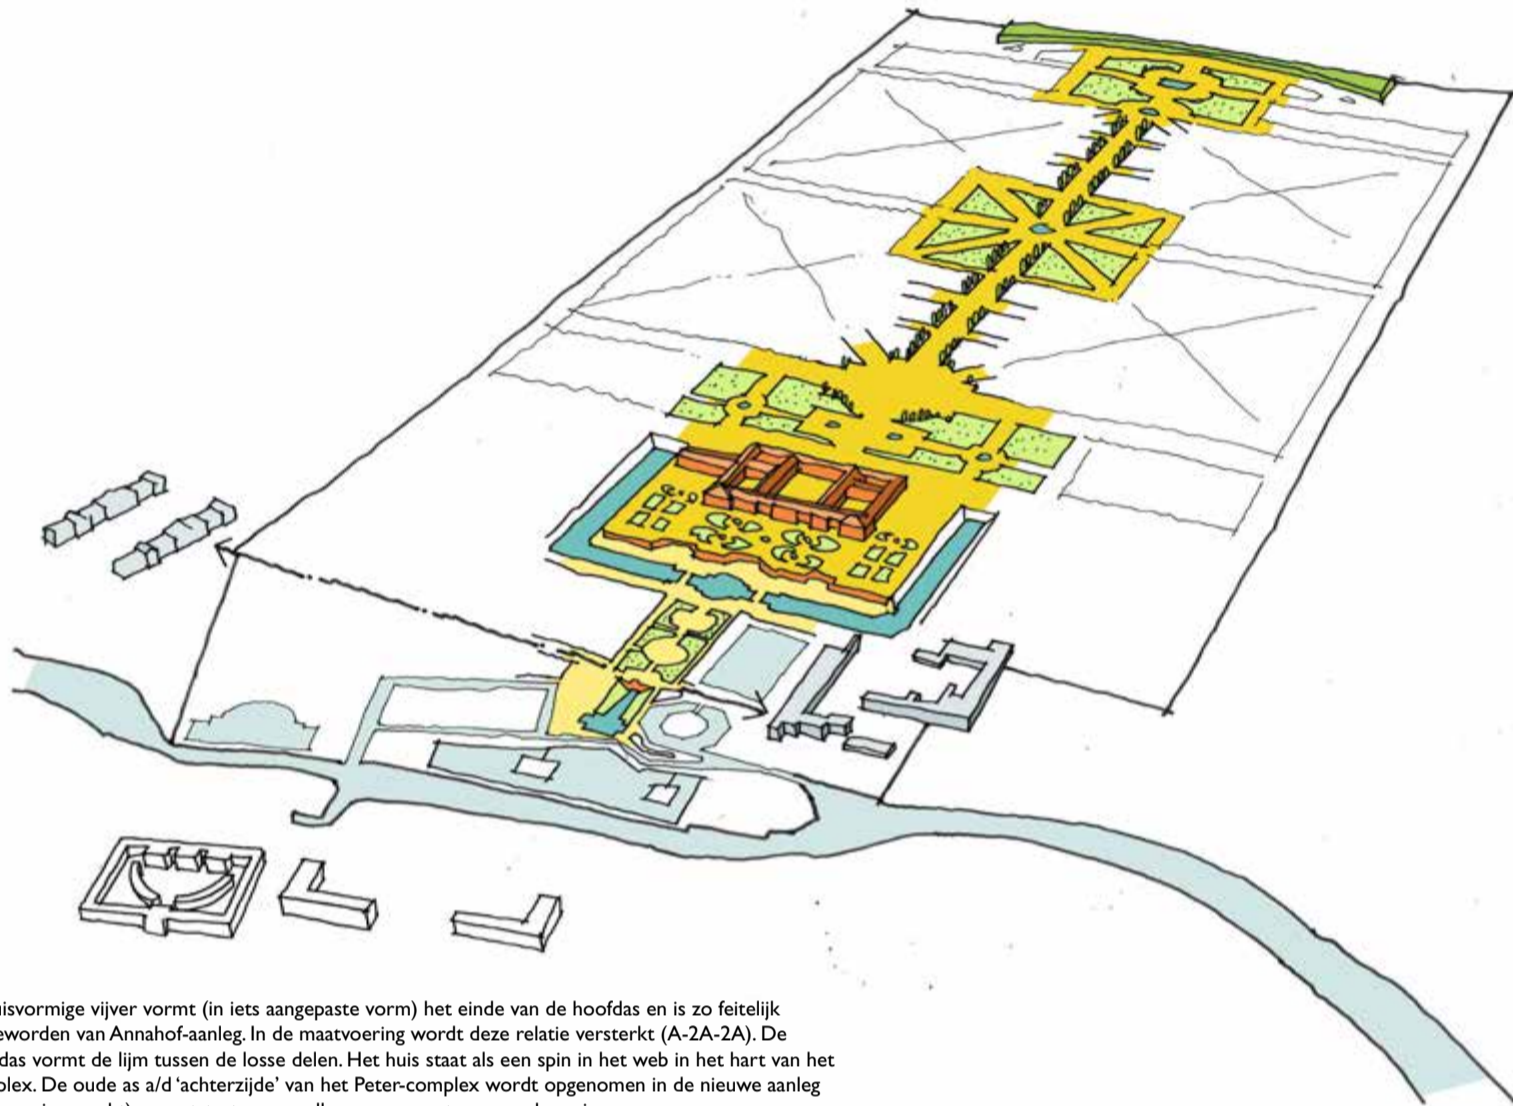 uisvormige vijver vormt (in iets aangepaste vorm) het einde van de hoofdas en is zo feitelijk
eworden van Annahof-aanleg. In de maatvoering wordt deze relatie versterkt (A-2A-2A). De
das vormt de lijm tussen de losse delen. Het huis staat als een spin in het web in het hart van het
plex. De oude as a/d ‘achterzijde’ van het Peter-complex wordt opgenomen in de nieuwe aanleg